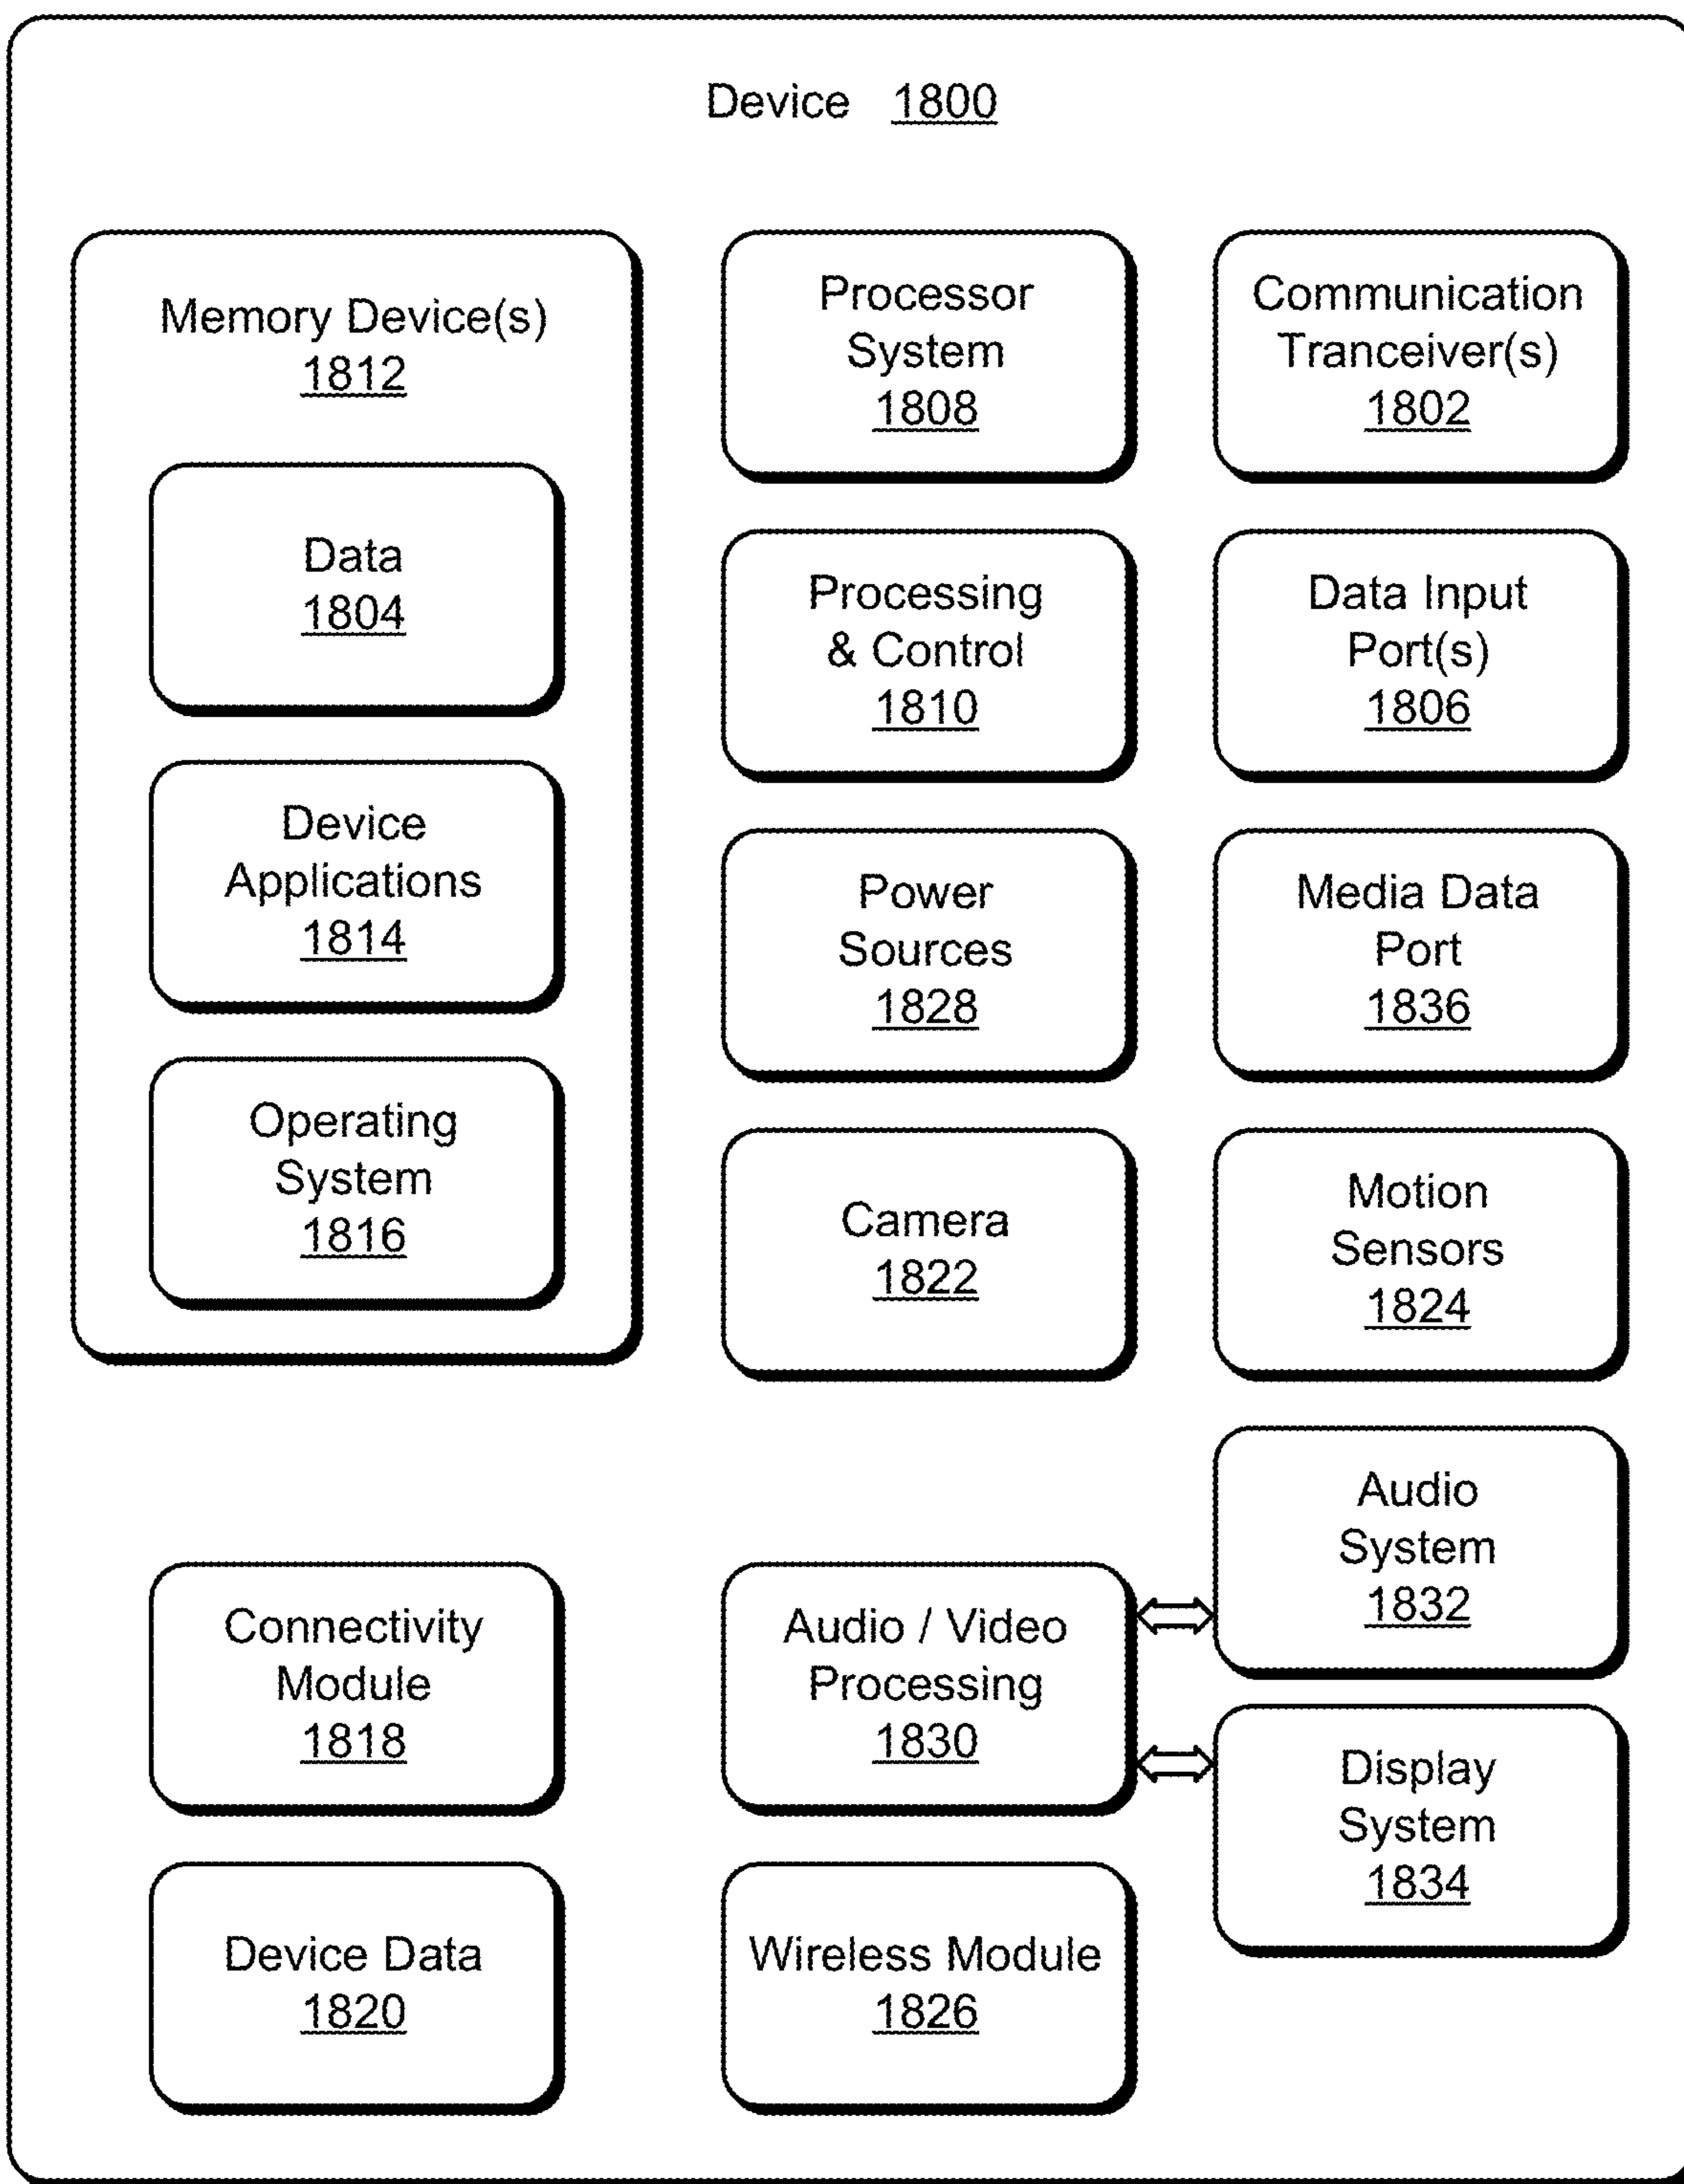 Device 1800
Memory Device(s)
1812
Data
1804
Device
Applications
1814
Operating
System
1816
Processor
System
1808
Communication
Tranceiver(s)
1802
Processing
& Control
1810
Data Input
Port(s)
1806
Power
Sources
1828
Media Data
Port
1836
Camera
1822
Motion
Sensors
1824
Connectivity
Module
1818
Audio / Video
Processing
1830
Audio
System
1832
Display
System
1834
Device Data
1820
Wireless Module
1826